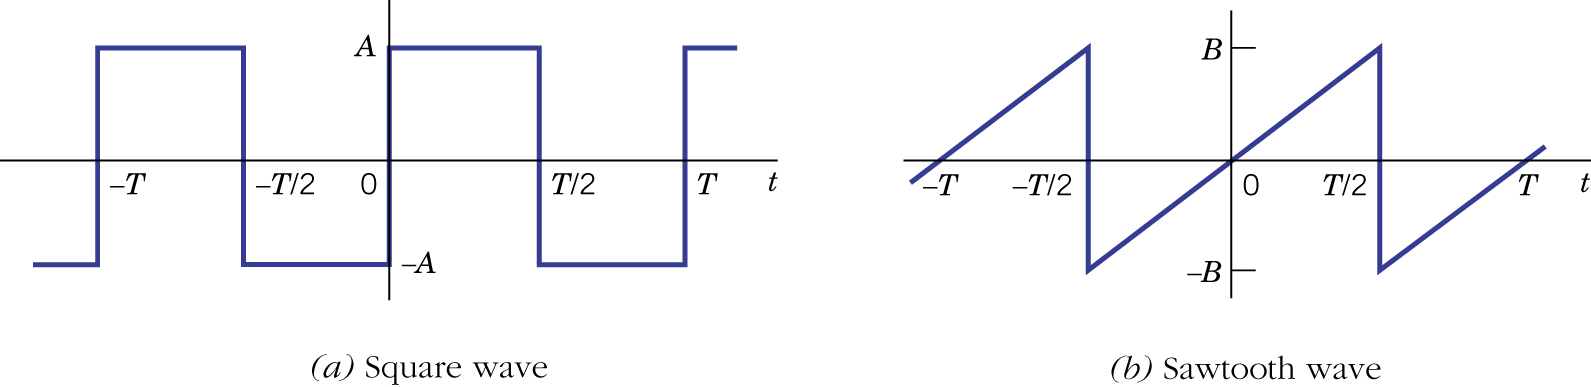 A
B
–T
–T/2
0
T/2
T
t
–A
–T
–T/2
0
T/2
T
t
–B
(a) Square wave
(b) Sawtooth wave